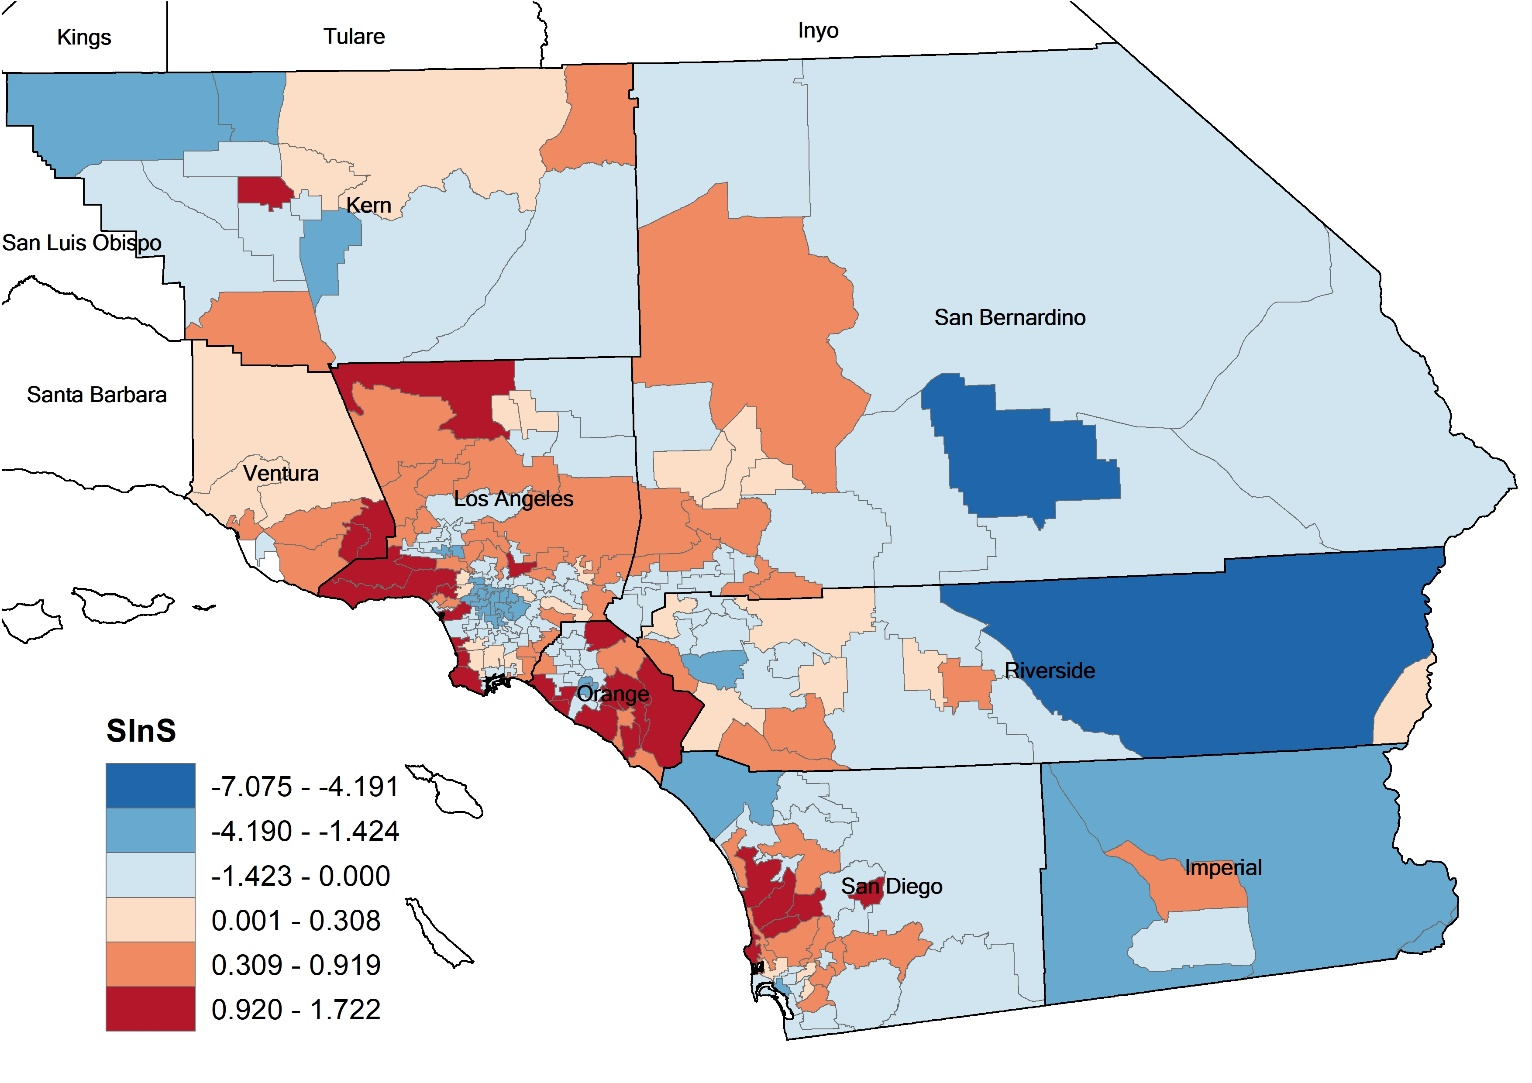 Kings
Tulare
Inyo
Kern
San Luis Obispo
San Bernardino
Santa Barbara
Ventura
Los Angeles
Riverside
Orange
SInS
-7.075 - -4.191
-4.190 - -1.424
-1.423 - 0.000
0.001 - 0.308
0.309 - 0.919
0.920 - 1.722
Imperial
San Diego